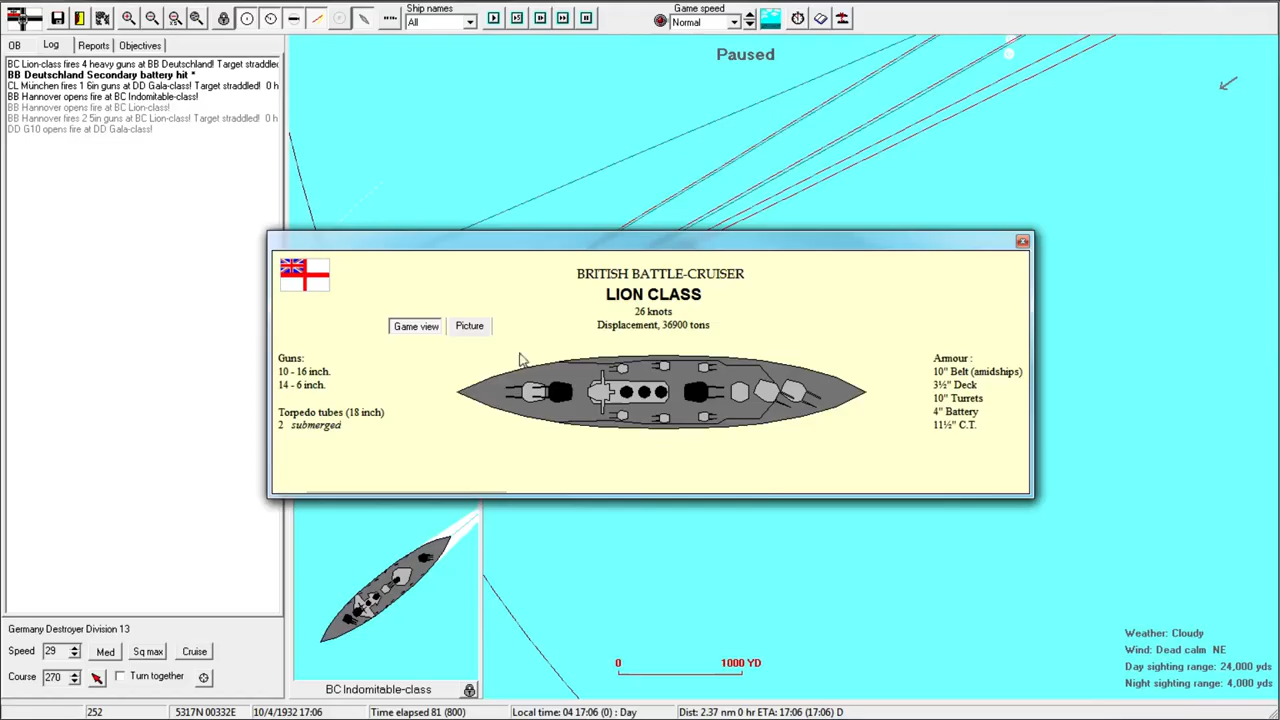 Ship names
All
Game speed
Normal
OB
Log
Reports
Objectives
BC Lion-class fires 4 heavy guns at BB Deutschland! Target straddled
BB Deutschland Secondary battery hit *
CL München fires 1 6in guns at DD Gala-class! Target straddled! 0 h
BB Hannover opens fire at BC Indomitable-class!
BB Hannover opens fire at BC Lion-class!
BB Hannover fires 2 5in guns at BC Lion-class! Target straddled! 0 h
DD G10 opens fire at DD Gala-class!
Paused
BRITISH BATTLE-CRUISER
LION CLASS
26 knots
Displacement, 36900 tons
Game view
Picture
Guns:
10 - 16 inch.
14 - 6 inch.
Torpedo tubes (18 inch)
2 submerged
Armour :
10" Belt (amidships)
3½" Deck
10" Turrets
4" Battery
11½" C.T.
Germany Destroyer Division 13
Speed 29 Med Sq max Cruise
Course 270 Turn together
BC Indomitable-class
0 1000 YD
Weather: Cloudy
Wind: Dead calm NE
Day sighting range: 24,000 yds
Night sighting range: 4,000 yds
252 5317N 00332E 10/4/1932 17:06 Time elapsed 81 (800) Local time: 04 17:06 (0) : Day Dist: 2.37 nm 0 hr ETA: 17:06 (17:06) D